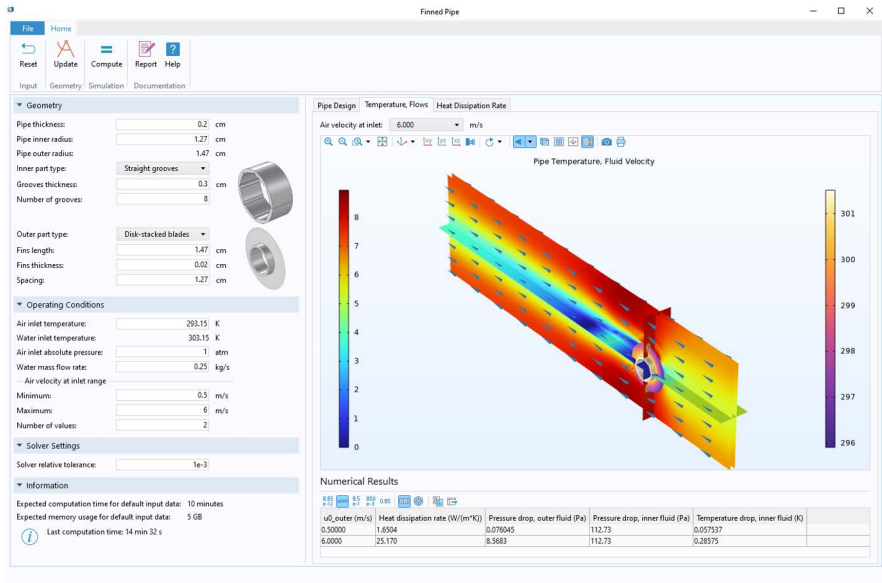 Finned Pipe
File Home
Reset Update Compute Report Help
Input Geometry Simulation Documentation
Geometry
Pipe thickness: 0.2 cm
Pipe inner radius: 1.27 cm
Pipe outer radius: 1.47 cm
Inner part type: Straight grooves
Grooves thickness: 0.3 cm
Number of grooves: 8
Outer part type: Disk-stacked blades
Fins length: 1.47 cm
Fins thickness: 0.02 cm
Spacing: 1.27 cm
Operating Conditions
Air inlet temperature: 293.15 K
Water inlet temperature: 303.15 K
Air inlet absolute pressure: 1 atm
Water mass flow rate: 0.25 kg/s
Air velocity at inlet range
Minimum: 0.5 m/s
Maximum: 6 m/s
Number of values: 2
Solver Settings
Solver relative tolerance: 1e-3
Information
Expected computation time for default input data: 10 minutes
Expected memory usage for default input data: 5 GB
Last computation time: 14 min 32 s
Pipe Design Temperature, Flows Heat Dissipation Rate
Air velocity at inlet: 6.000 m/s
Pipe Temperature, Fluid Velocity
8
7
6
5
4
3
2
1
0
301
300
299
298
297
296
Numerical Results
u0_outer (m/s) Heat dissipation rate (W/(m*K)) Pressure drop, outer fluid (Pa) Pressure drop, inner fluid (Pa) Temperature drop, inner fluid (K)
0.50000 1.6504 0.076045 112.73 0.057537
6.0000 25.170 8.5683 112.73 0.28575